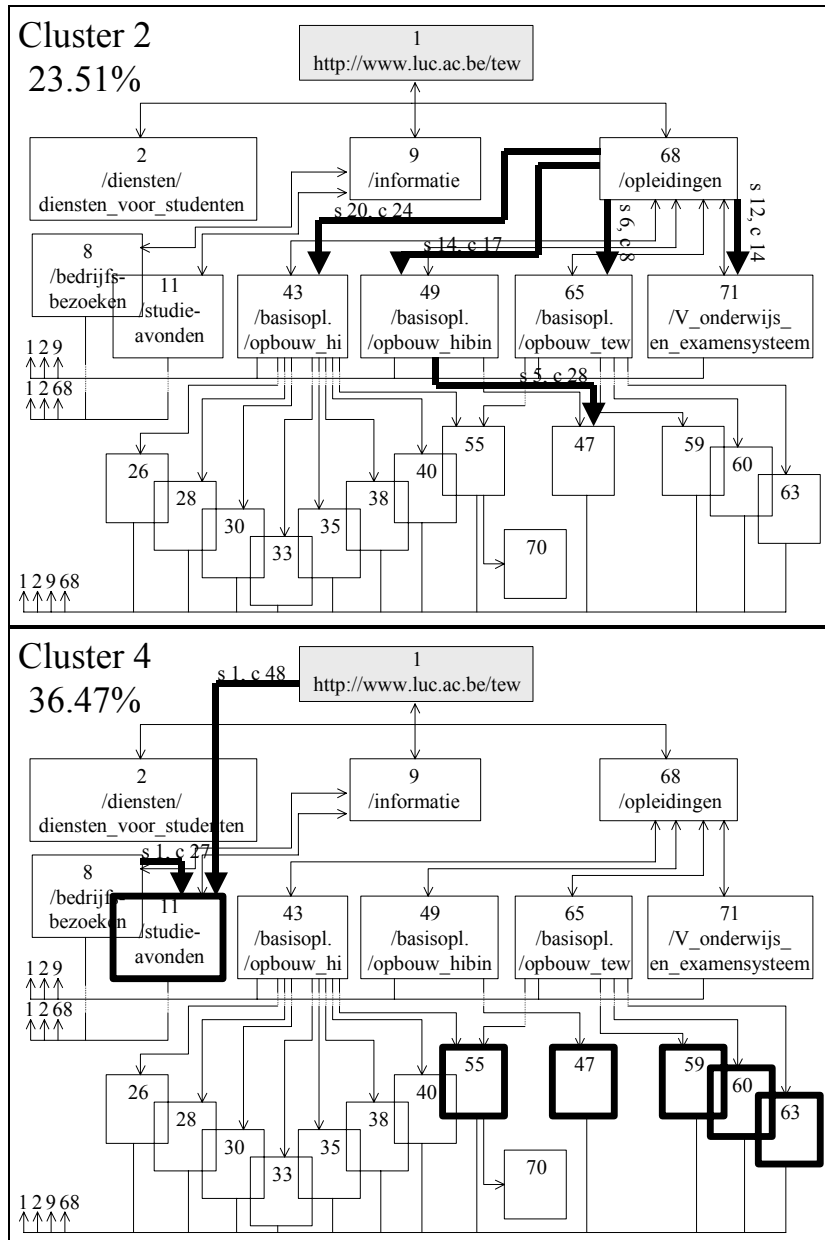 Cluster 2
23.51%
1
http://www.luc.ac.be/tew
2
/diensten/
diensten_voor_studenten
9
/informatie
68
/opleidingen
s 20, c 24
s 14, c 17
s 6, c 8
s 12, c 14
8
/bedrijfs-
bezoeken
11
/studie-
avonden
43
/basisopl.
/opbouw_hi
49
/basisopl.
/opbouw_hibin
65
/basisopl.
/opbouw_tew
71
/V_onderwijs_
en_examensysteem
1 2 9
1 2 68
s 5, c 28
26
28
30
33
35
38
40
55
47
59
60
63
70
1 2 9 68
Cluster 4
36.47%
1
http://www.luc.ac.be/tew
s 1, c 48
2
/diensten/
diensten_voor_studenten
9
/informatie
68
/opleidingen
s 1, c 27
8
/bedrijfs-
bezoeken
11
/studie-
avonden
43
/basisopl.
/opbouw_hi
49
/basisopl.
/opbouw_hibin
65
/basisopl.
/opbouw_tew
71
/V_onderwijs_
en_examensysteem
1 2 9
1 2 68
26
28
30
33
35
38
40
55
47
59
60
63
70
1 2 9 68